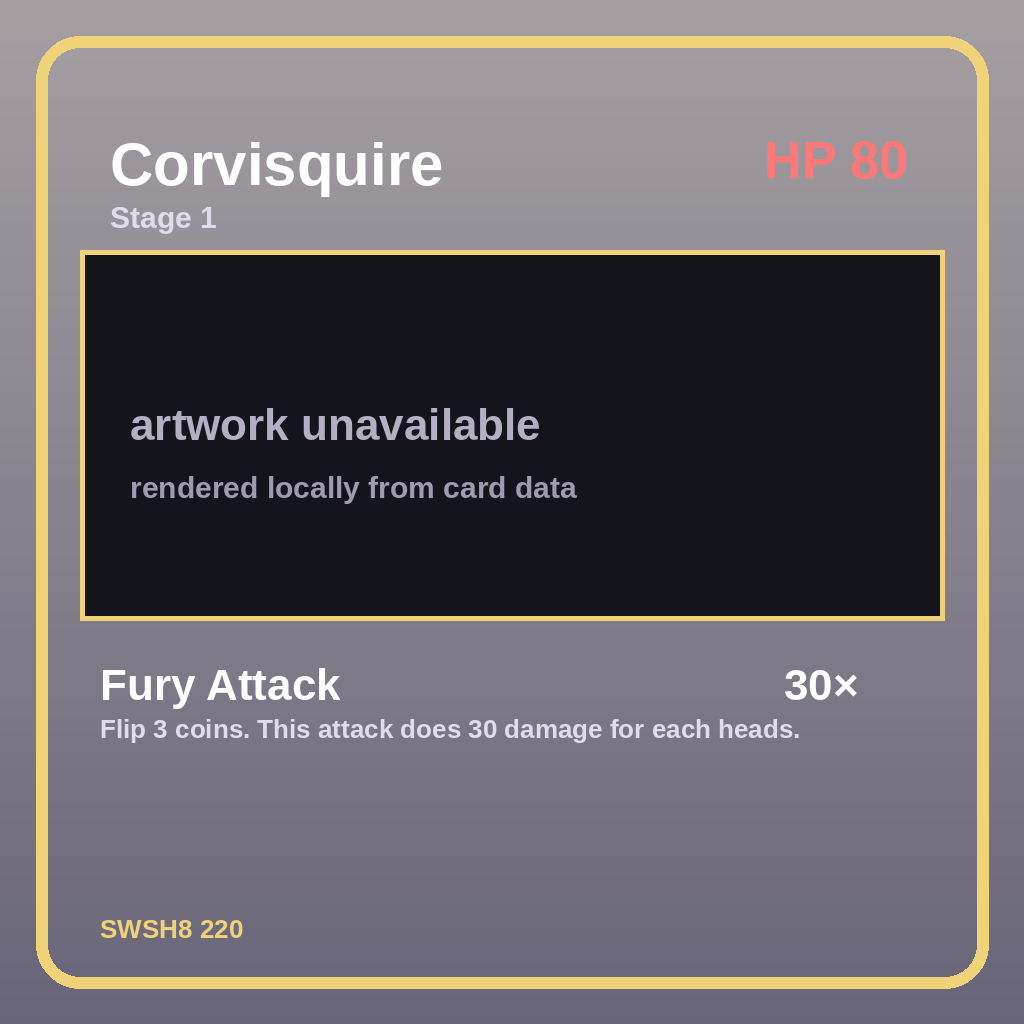 Corvisquire
HP 80
Stage 1
artwork unavailable
rendered locally from card data
Fury Attack
30×
Flip 3 coins. This attack does 30 damage for each heads.
SWSH8 220